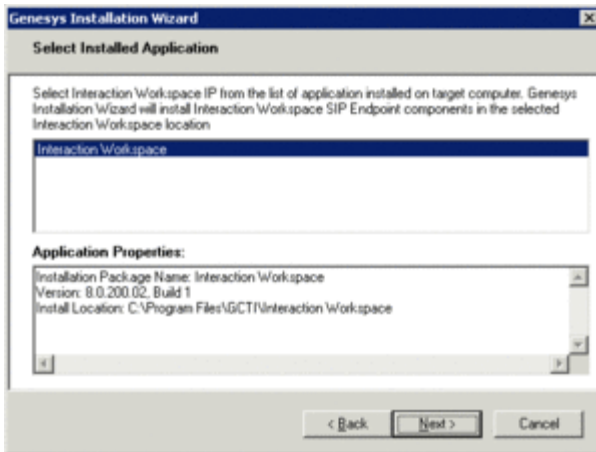 Genesys Installation Wizard
Select Installed Application
Select Interaction Workspace IP from the list of application installed on target computer. Genesys
Installation Wizard will install Interaction Workspace SIP Endpoint components in the selected
Interaction Workspace location
Interaction Workspace
Application Properties:
Installation Package Name: Interaction Workspace
Version: 8.0.200.02, Build 1
Install Location: C:\Program Files\GCTI\Interaction Workspace
< Back
Next >
Cancel